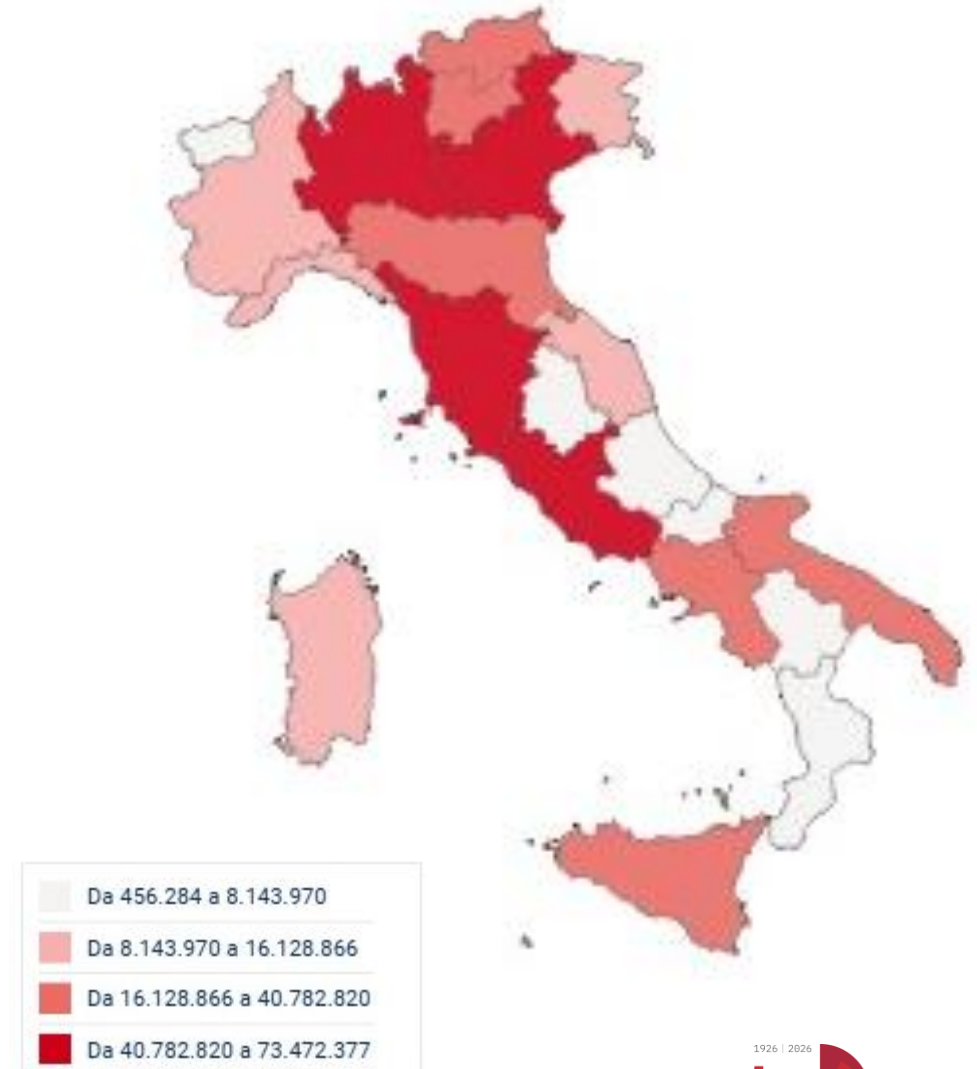 Da 456.284 a 8.143.970
Da 8.143.970 a 16.128.866
Da 16.128.866 a 40.782.820
Da 40.782.820 a 73.472.377
1926 | 2026